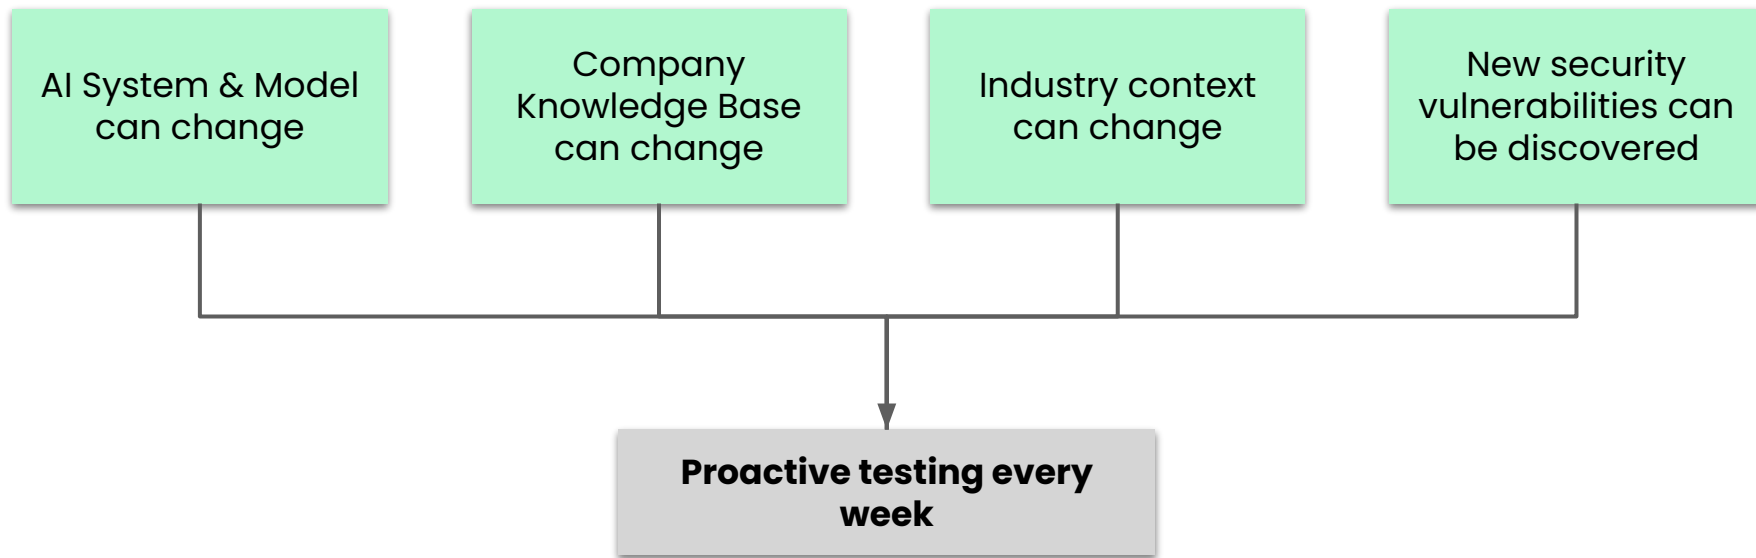 AI System & Model
can change
Company
Knowledge Base
can change
Industry context
can change
New security
vulnerabilities can
be discovered
Proactive testing every
week